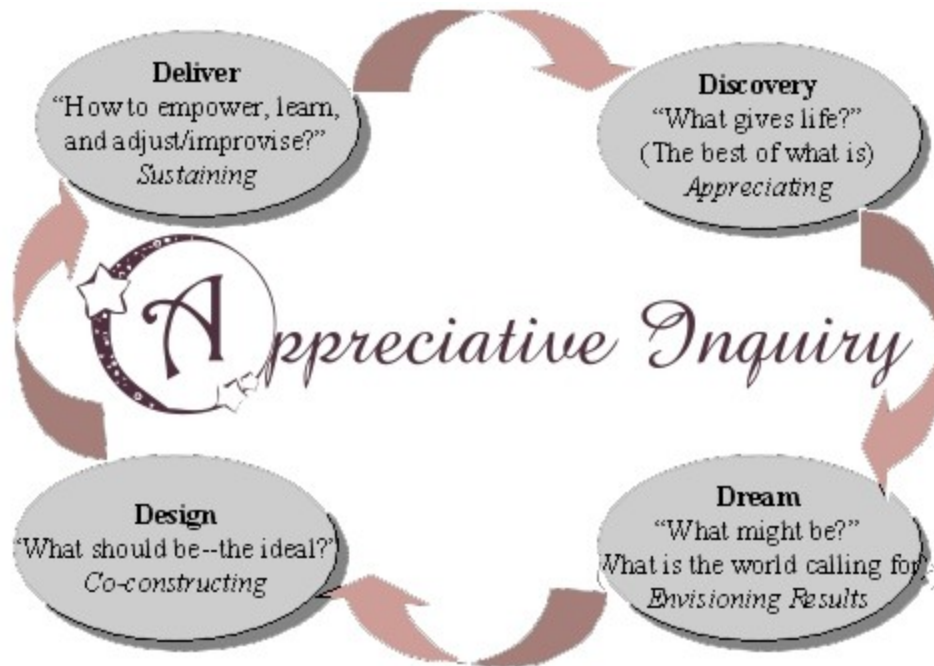 Deliver
“How to empower, learn,
and adjust/improvise?”
Sustaining
Discovery
“What gives life?”
(The best of what is)
Appreciating
Appreciative Inquiry
Design
“What should be--the ideal?”
Co-constructing
Dream
“What might be?”
What is the world calling for
Envisioning Results